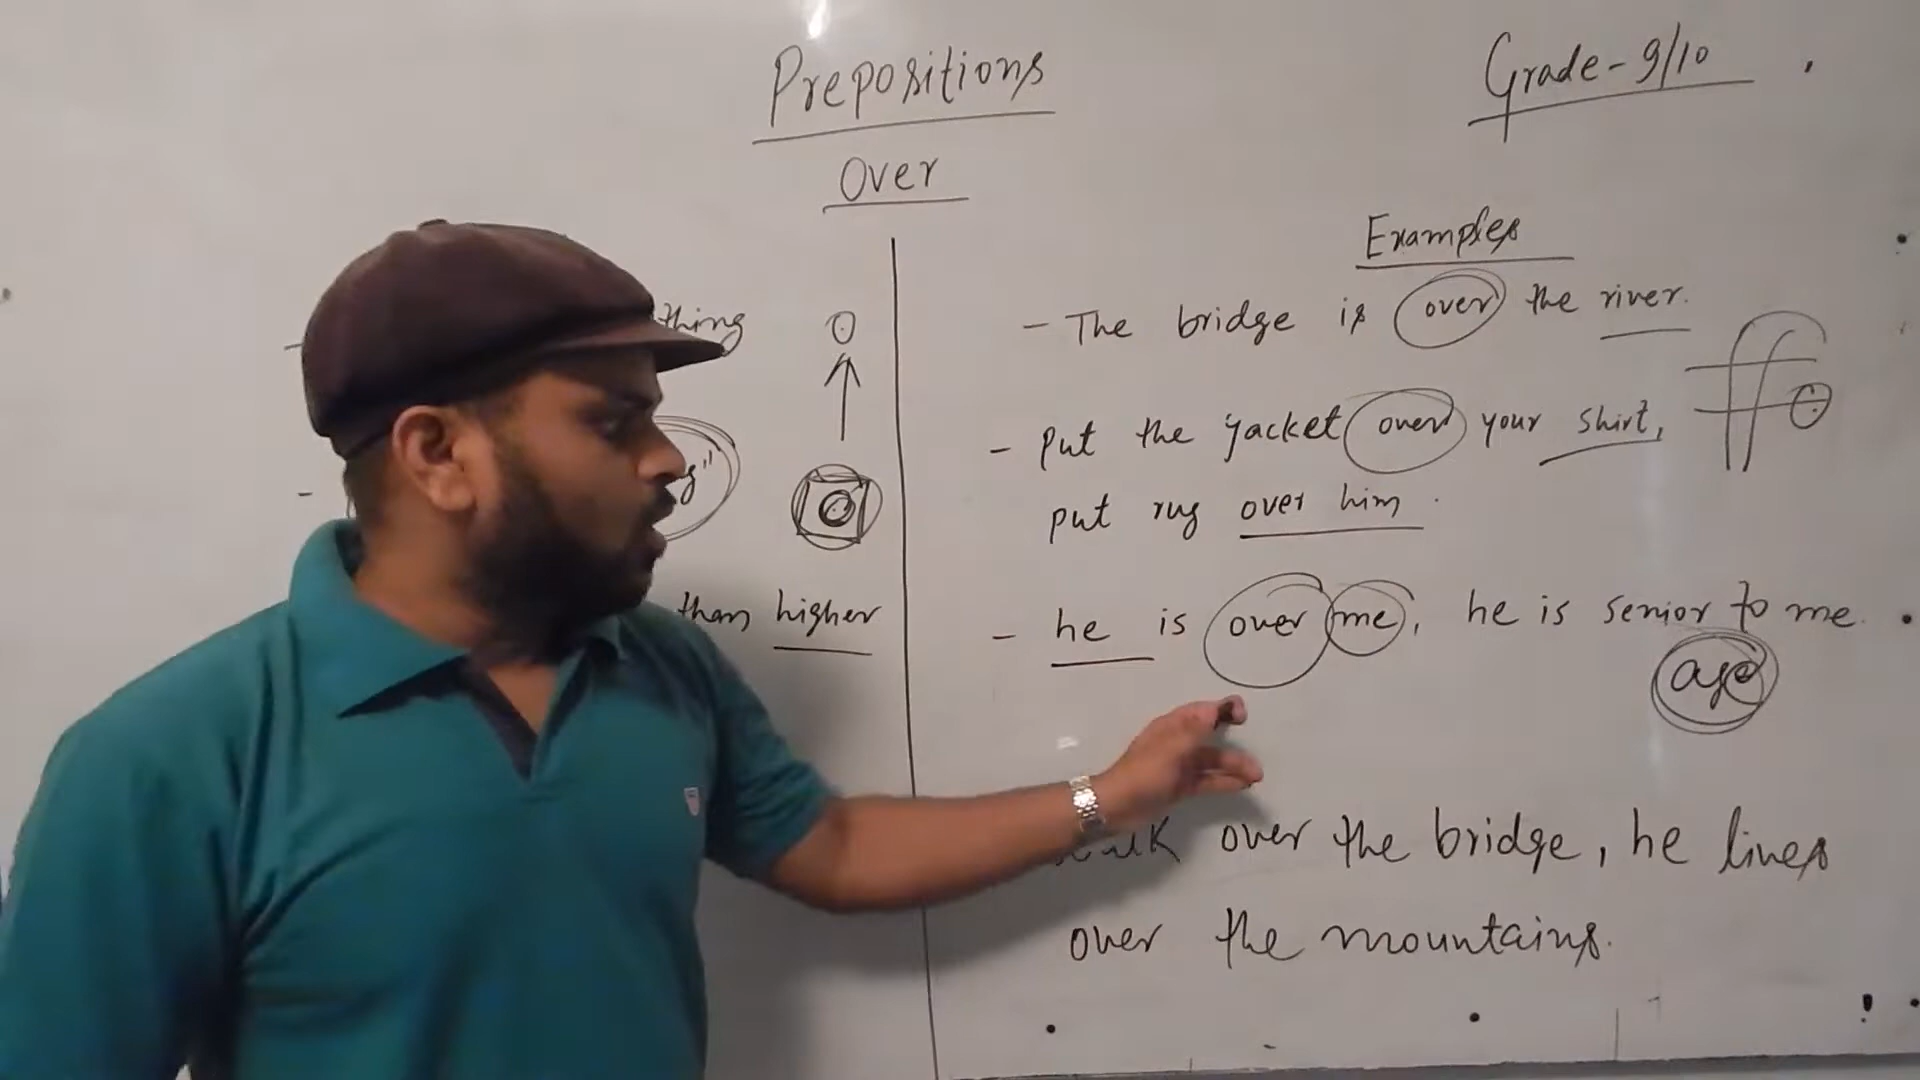 Prepositions
Grade - 9/10
Over
thing
than higher
Examples
- The bridge is over the river.
- Put the jacket over your shirt,
put rug over him.
- he is over me, he is senior to me.
age
over the bridge, he lives
over the mountains.